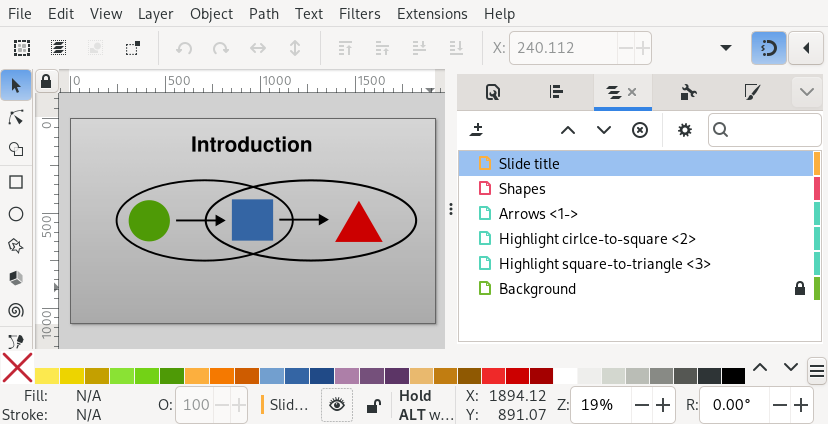 File Edit View Layer Object Path Text Filters Extensions Help
X: 240.112
0 500 1000 1500
0
500
1000
Introduction
Slide title
Shapes
Arrows <1->
Highlight cirlce-to-square <2>
Highlight square-to-triangle <3>
Background
Fill: N/A
Stroke: N/A
O: 100
Slid...
Hold
ALT w...
X: 1894.12
Y: 891.07
Z: 19%
R: 0.00°